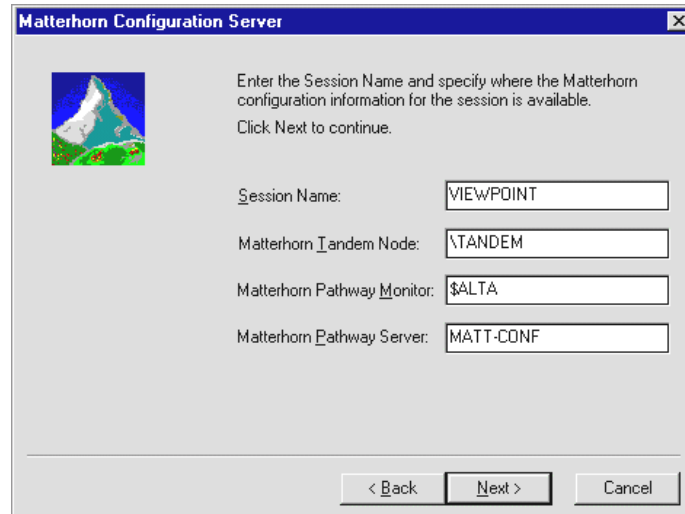 Matterhorn Configuration Server
Enter the Session Name and specify where the Matterhorn
configuration information for the session is available.
Click Next to continue.
Session Name: VIEWPOINT
Matterhorn Tandem Node: \TANDEM
Matterhorn Pathway Monitor: $ALTA
Matterhorn Pathway Server: MATT-CONF
< Back Next > Cancel